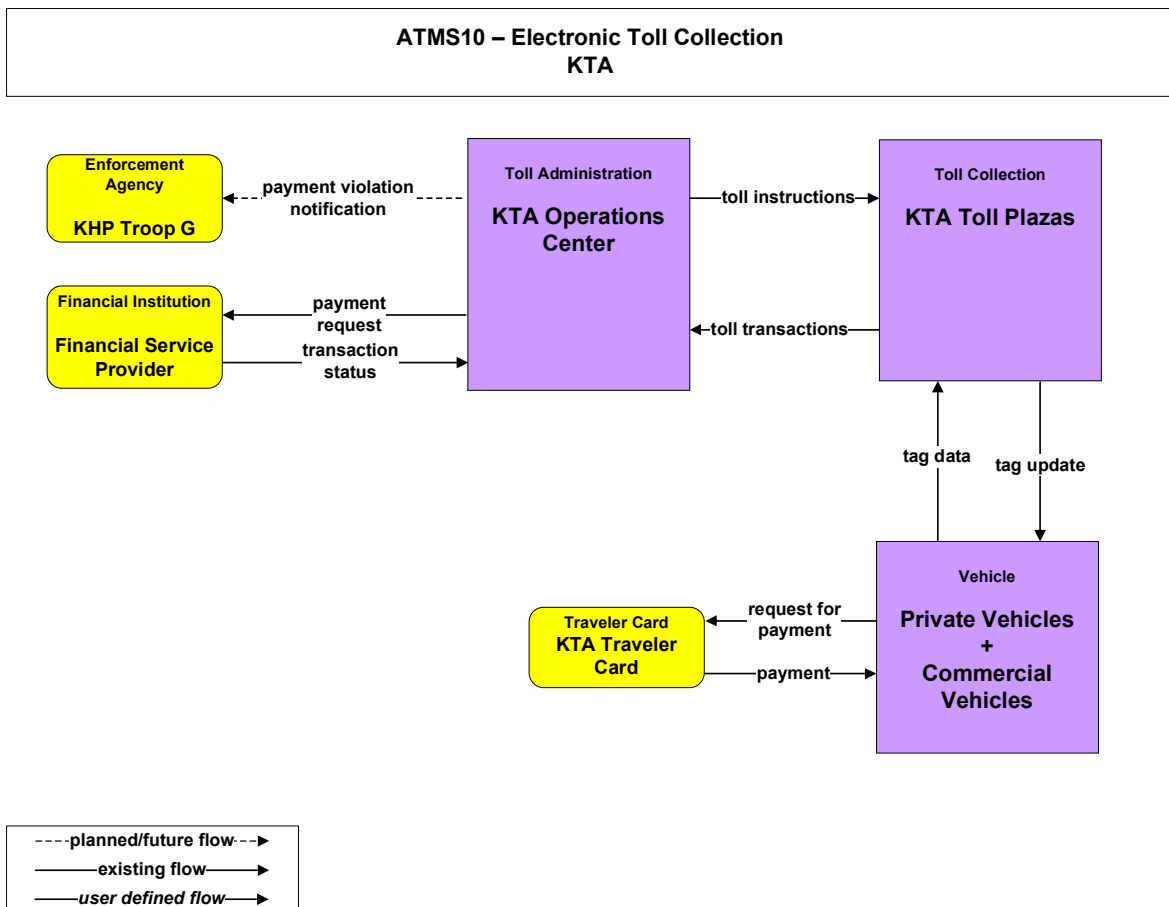 ATMS10 – Electronic Toll Collection
KTA
Enforcement
Agency
KHP Troop G
payment violation
notification
Toll Administration
KTA Operations
Center
toll instructions
Toll Collection
KTA Toll Plazas
Financial Institution
Financial Service
Provider
payment
request
transaction
status
toll transactions
tag data
tag update
Traveler Card
KTA Traveler
Card
request for
payment
payment
Vehicle
Private Vehicles
+
Commercial
Vehicles
planned/future flow
existing flow
user defined flow